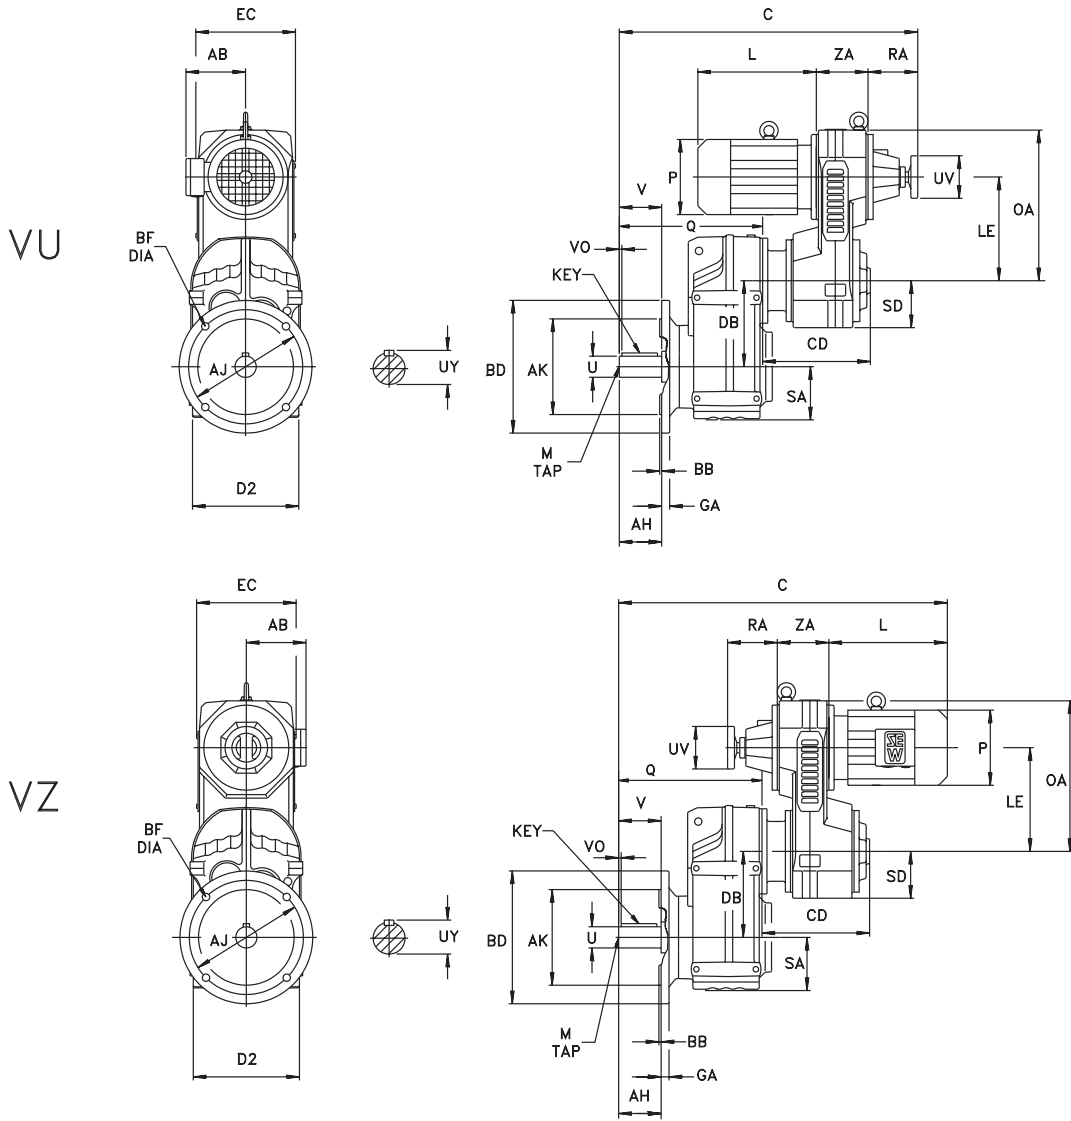 EC
AB
C
L
ZA
RA
P
V
Q
VO
KEY
UV
OA
LE
VU
BF
DIA
SD
DB
CD
AJ
UY
BD
AK
U
SA
M
TAP
BB
D2
GA
AH
EC
AB
C
RA
ZA
L
UV
Q
P
OA
LE
VZ
V
KEY
VO
BF
DIA
SEW
SD
DB
CD
AJ
UY
BD
AK
U
SA
M
TAP
BB
D2
GA
AH